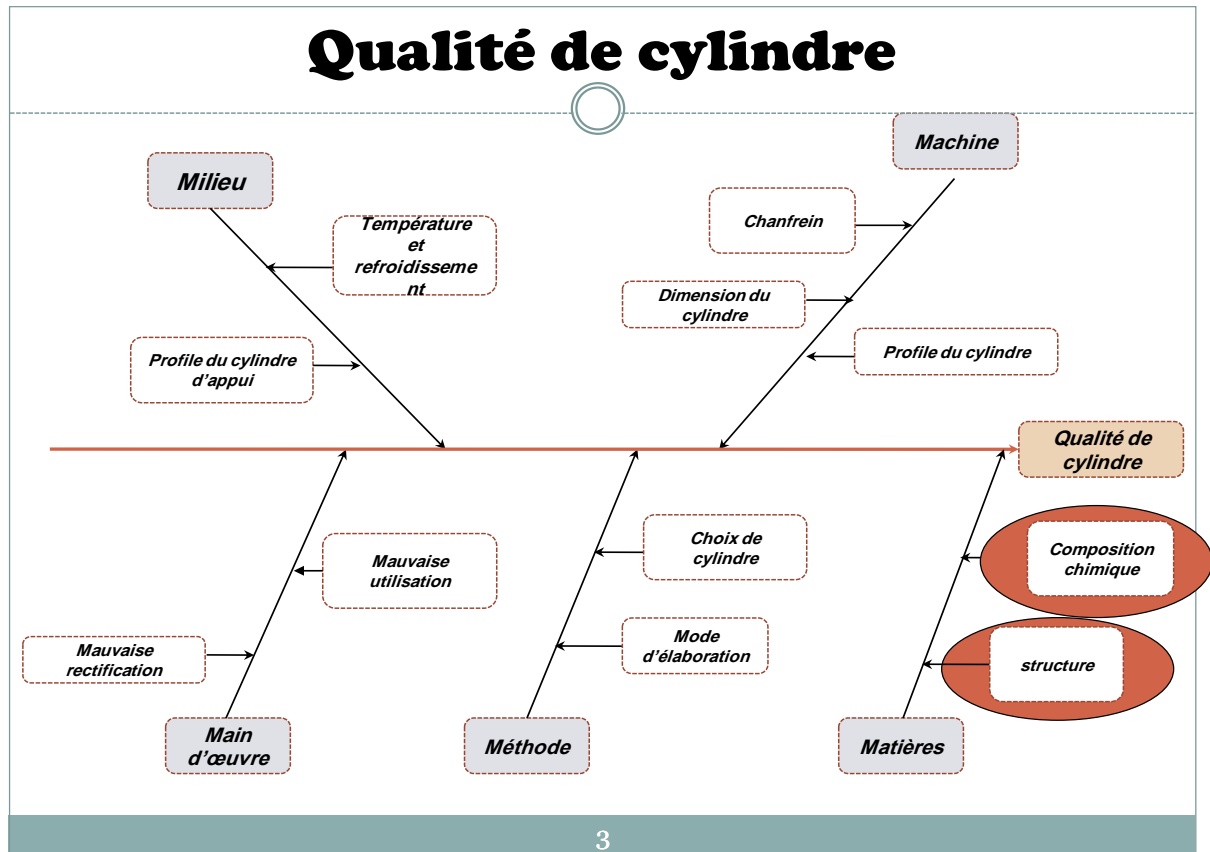 Qualité de cylindre
Machine
Milieu
Chanfrein
Température
et
refroidisseme
nt
Dimension du
cylindre
Profile du cylindre
d'appui
Profile du cylindre
Qualité de
cylindre
Composition
chimique
Choix de
cylindre
Mauvaise
utilisation
Mode
d'élaboration
Mauvaise
rectification
structure
Main
d'œuvre
Méthode
Matières
3